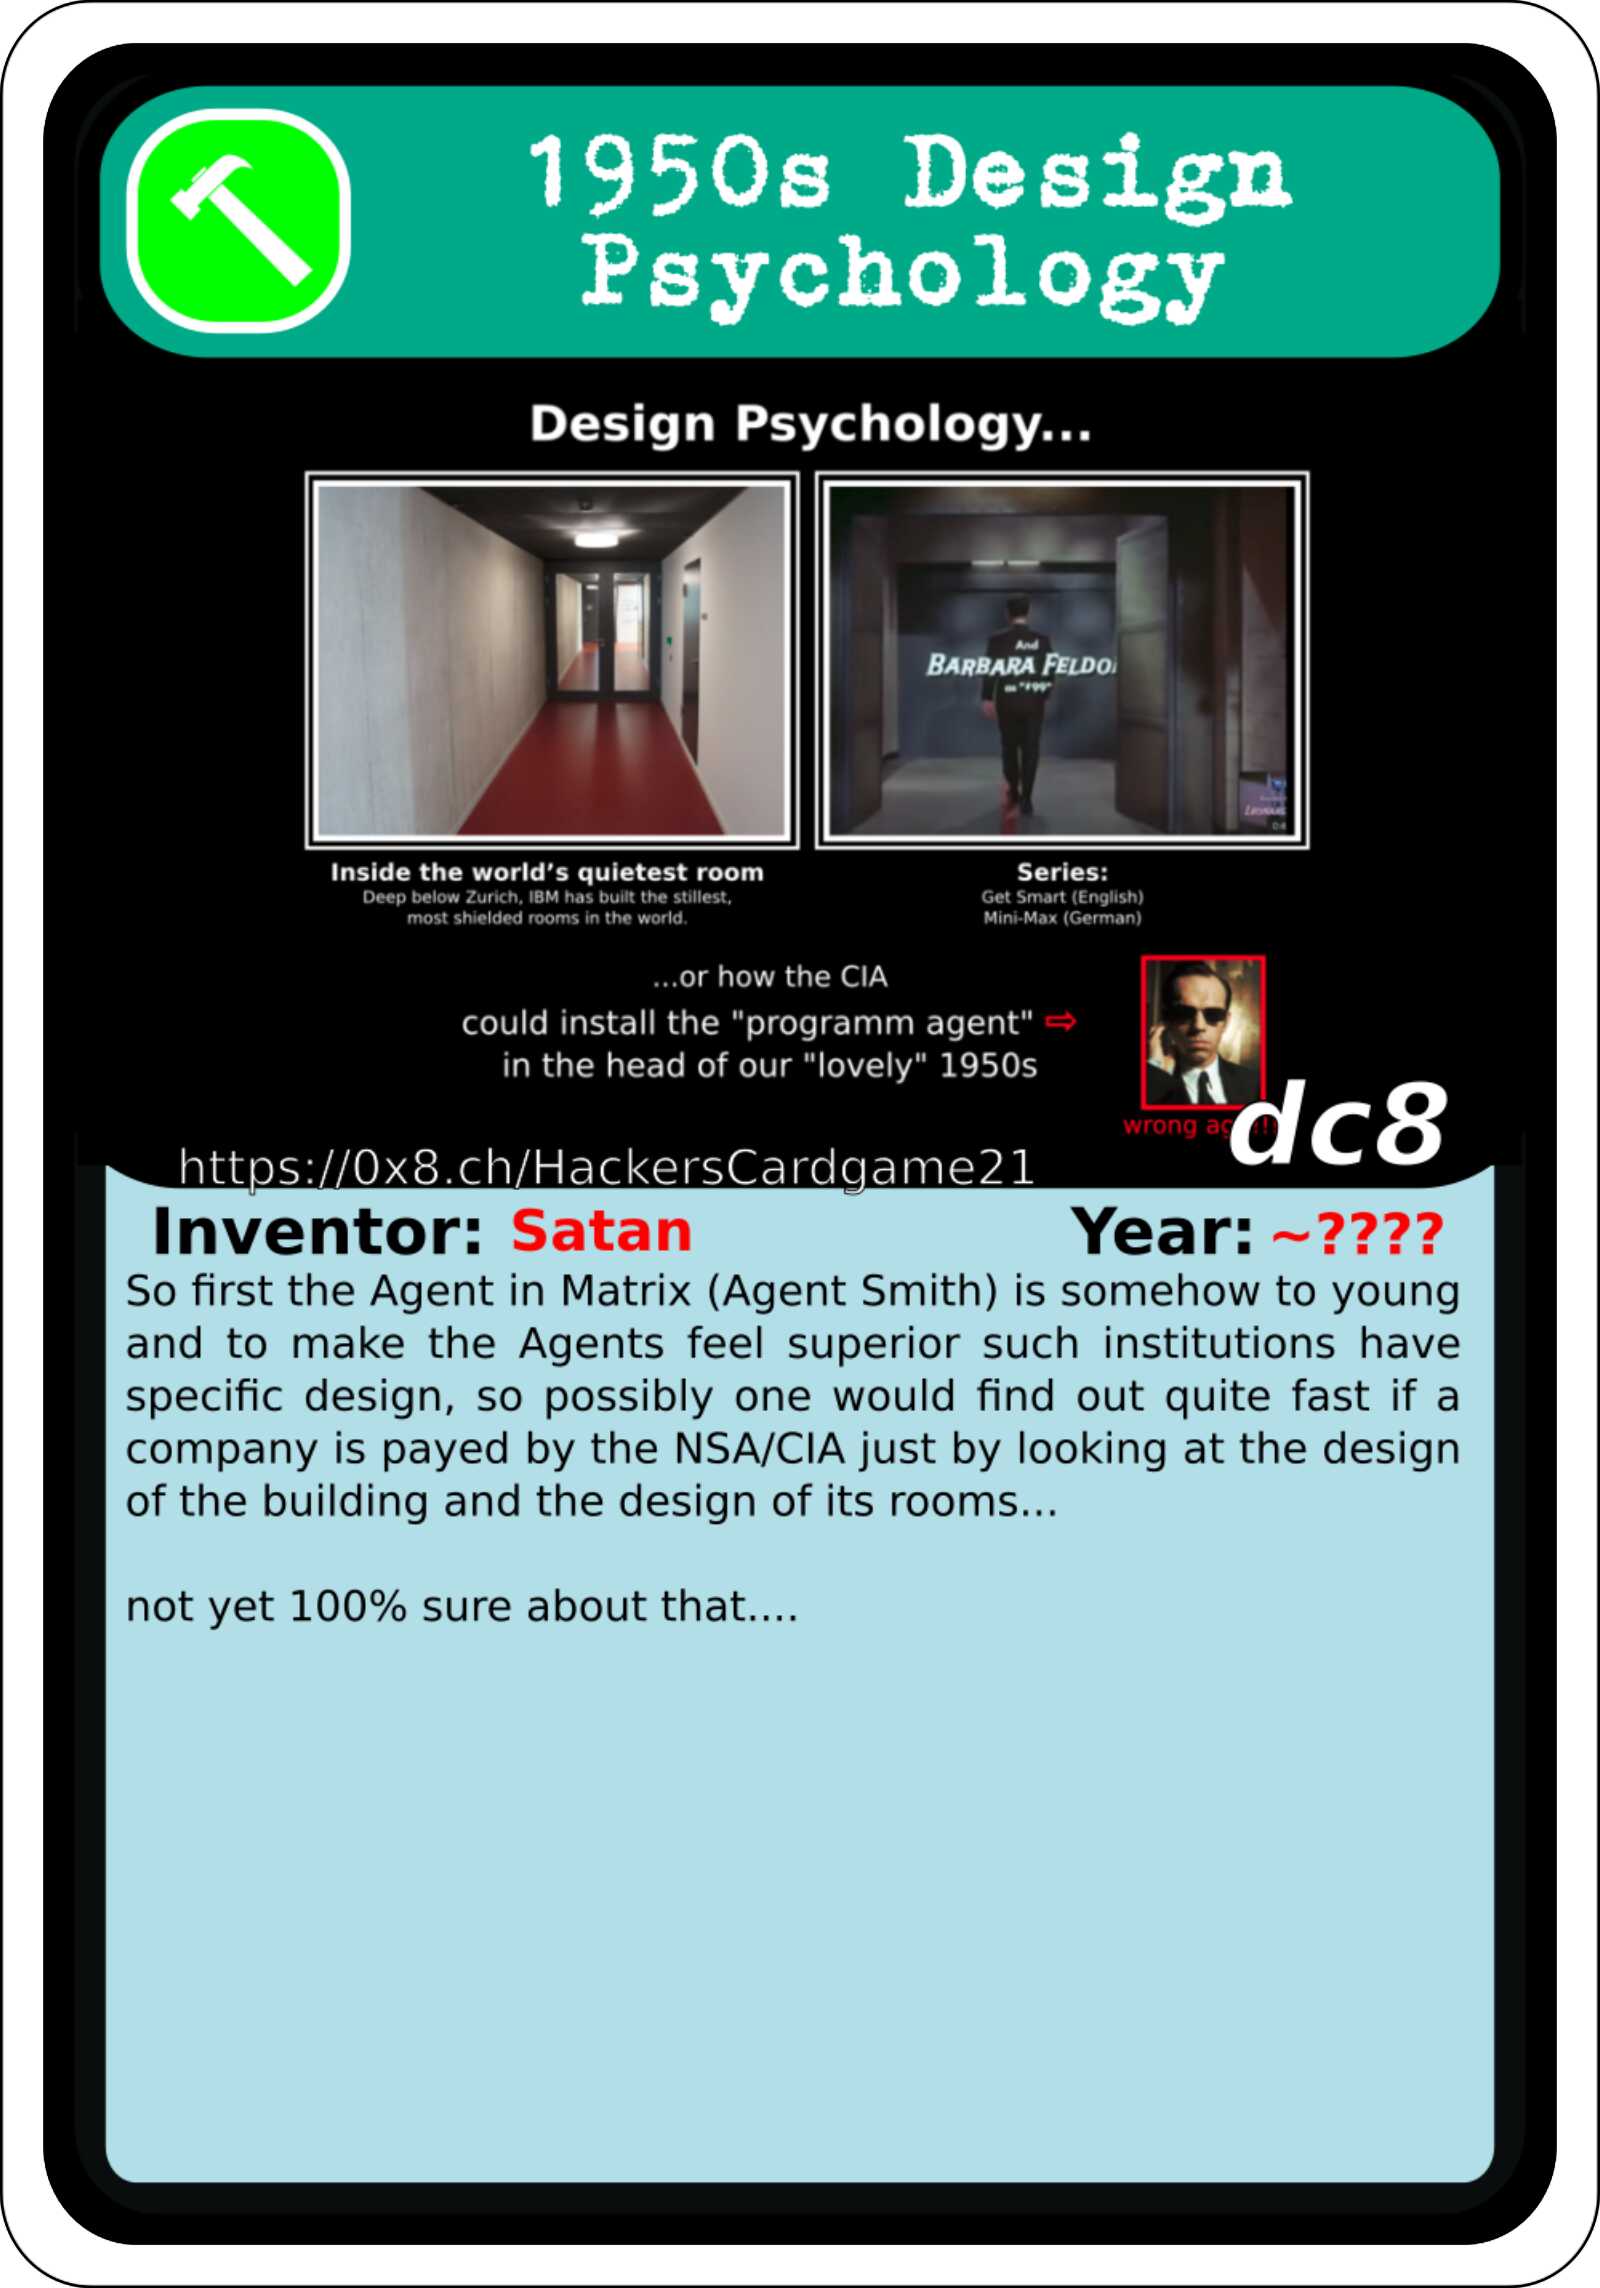 1950s Design
Psychology
Design Psychology...
And
BARBARA FELDO
as "99"
Inside the world's quietest room
Deep below Zurich, IBM has built the stillest,
most shielded rooms in the world.
Series:
Get Smart (English)
Mini-Max (German)
...or how the CIA
could install the "programm agent" ⇨
in the head of our "lovely" 1950s
wrong
dc8
https://0x8.ch/HackersCardgame21
Inventor: Satan Year: ~????
So first the Agent in Matrix (Agent Smith) is somehow to young
and to make the Agents feel superior such institutions have
specific design, so possibly one would find out quite fast if a
company is payed by the NSA/CIA just by looking at the design
of the building and the design of its rooms...
not yet 100% sure about that....